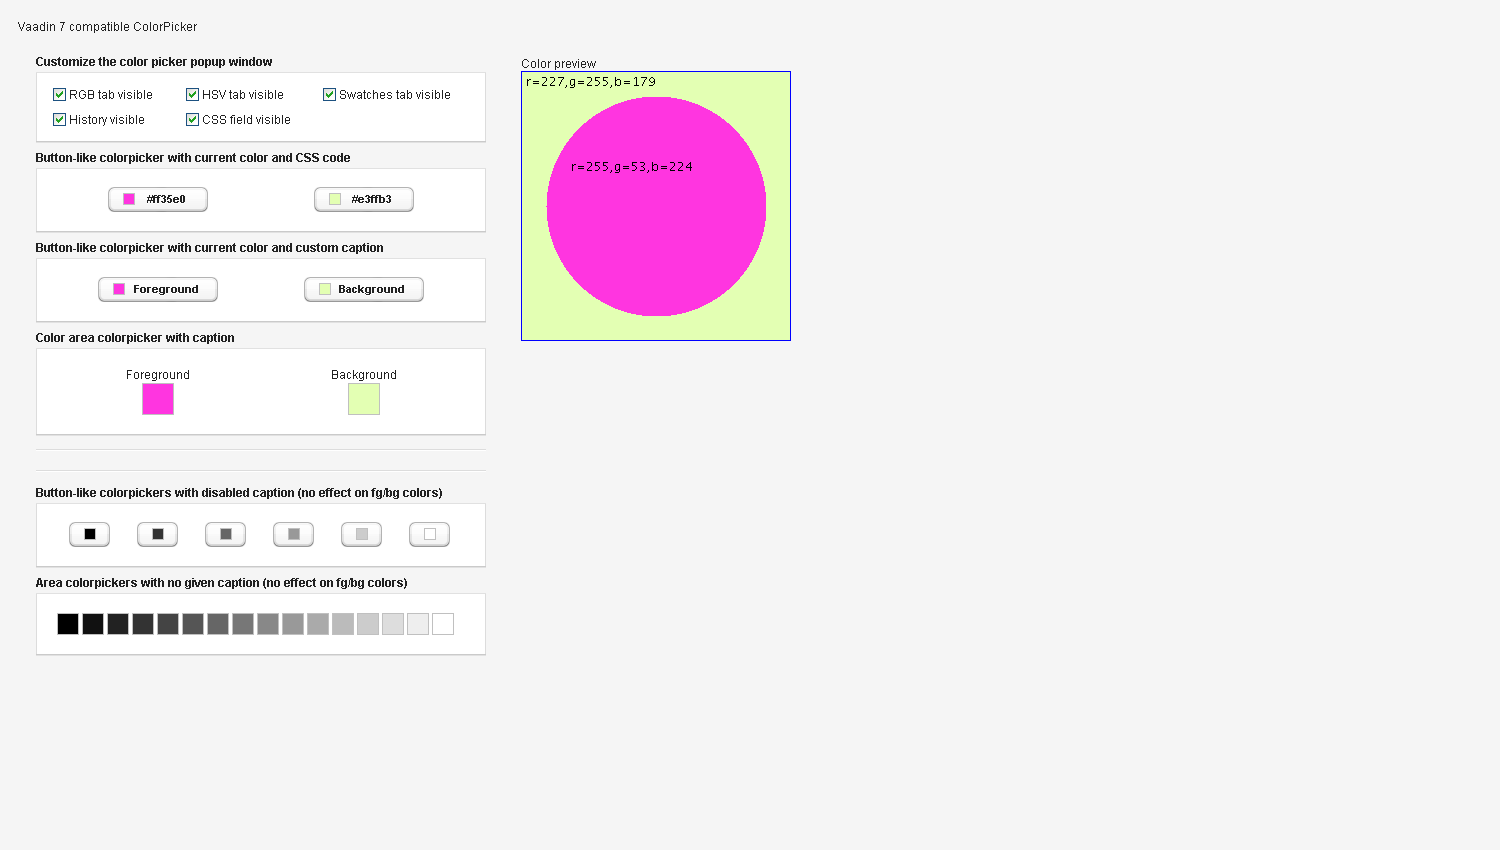 Vaadin 7 compatible ColorPicker
Customize the color picker popup window
RGB tab visible
HSV tab visible
Swatches tab visible
History visible
CSS field visible
Button-like colorpicker with current color and CSS code
#ff35e0
#e3ffb3
Button-like colorpicker with current color and custom caption
Foreground
Background
Color area colorpicker with caption
Foreground
Background
Button-like colorpickers with disabled caption (no effect on fg/bg colors)
Area colorpickers with no given caption (no effect on fg/bg colors)
Color preview
r=227,g=255,b=179
r=255,g=53,b=224